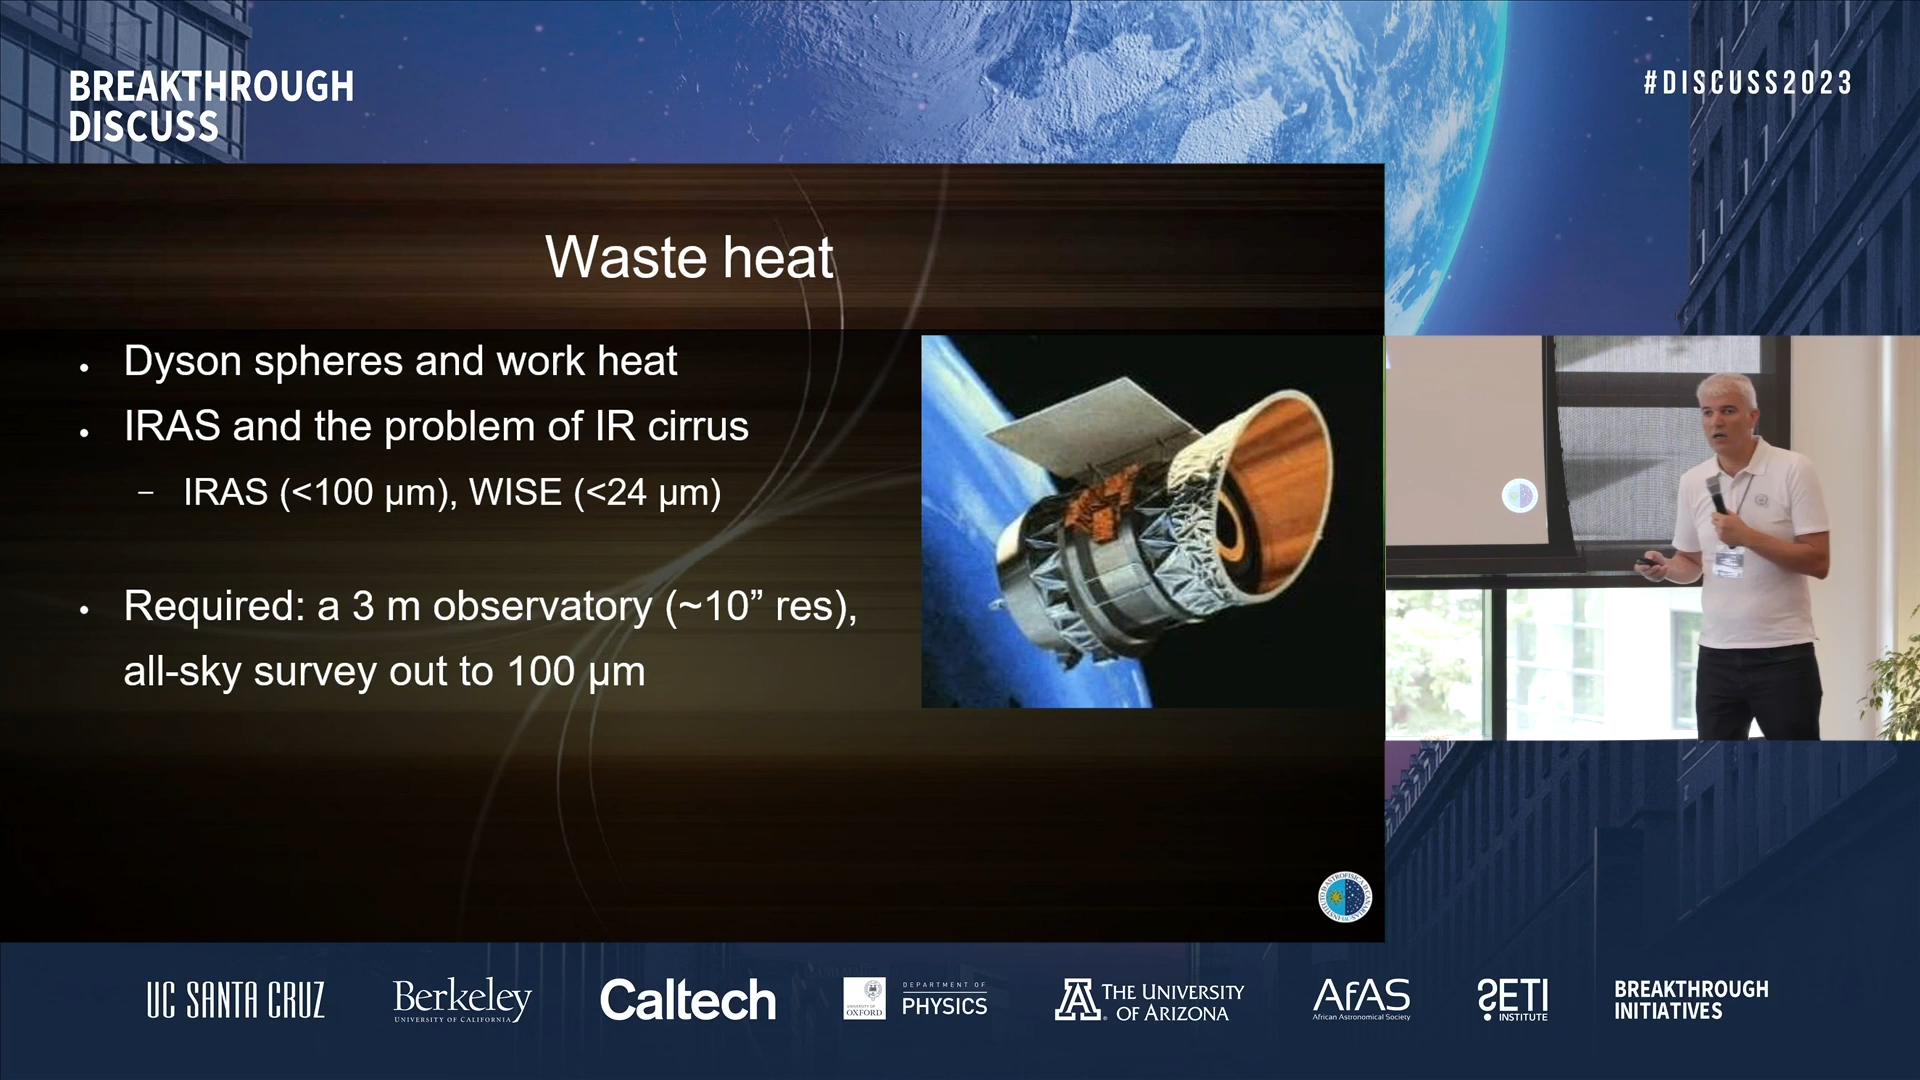 BREAKTHROUGH
DISCUSS
#DISCUSS2023
Waste heat
• Dyson spheres and work heat
• IRAS and the problem of IR cirrus
– IRAS (<100 μm), WISE (<24 μm)
• Required: a 3 m observatory (~10” res),
all-sky survey out to 100 μm
UC SANTA CRUZ
Berkeley
UNIVERSITY OF CALIFORNIA
Caltech
UNIVERSITY OF
OXFORD
DEPARTMENT OF
PHYSICS
A
THE UNIVERSITY
OF ARIZONA
AfAS
African Astronomical Society
SETI
INSTITUTE
BREAKTHROUGH
INITIATIVES